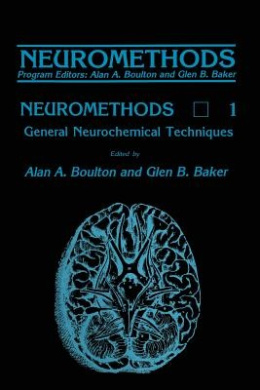 NEUROMETHODS
Program Editors: Alan A. Boulton and Glen B. Baker
NEUROMETHODS □ 1
General Neurochemical Techniques
Edited by
Alan A. Boulton and Glen B. Baker